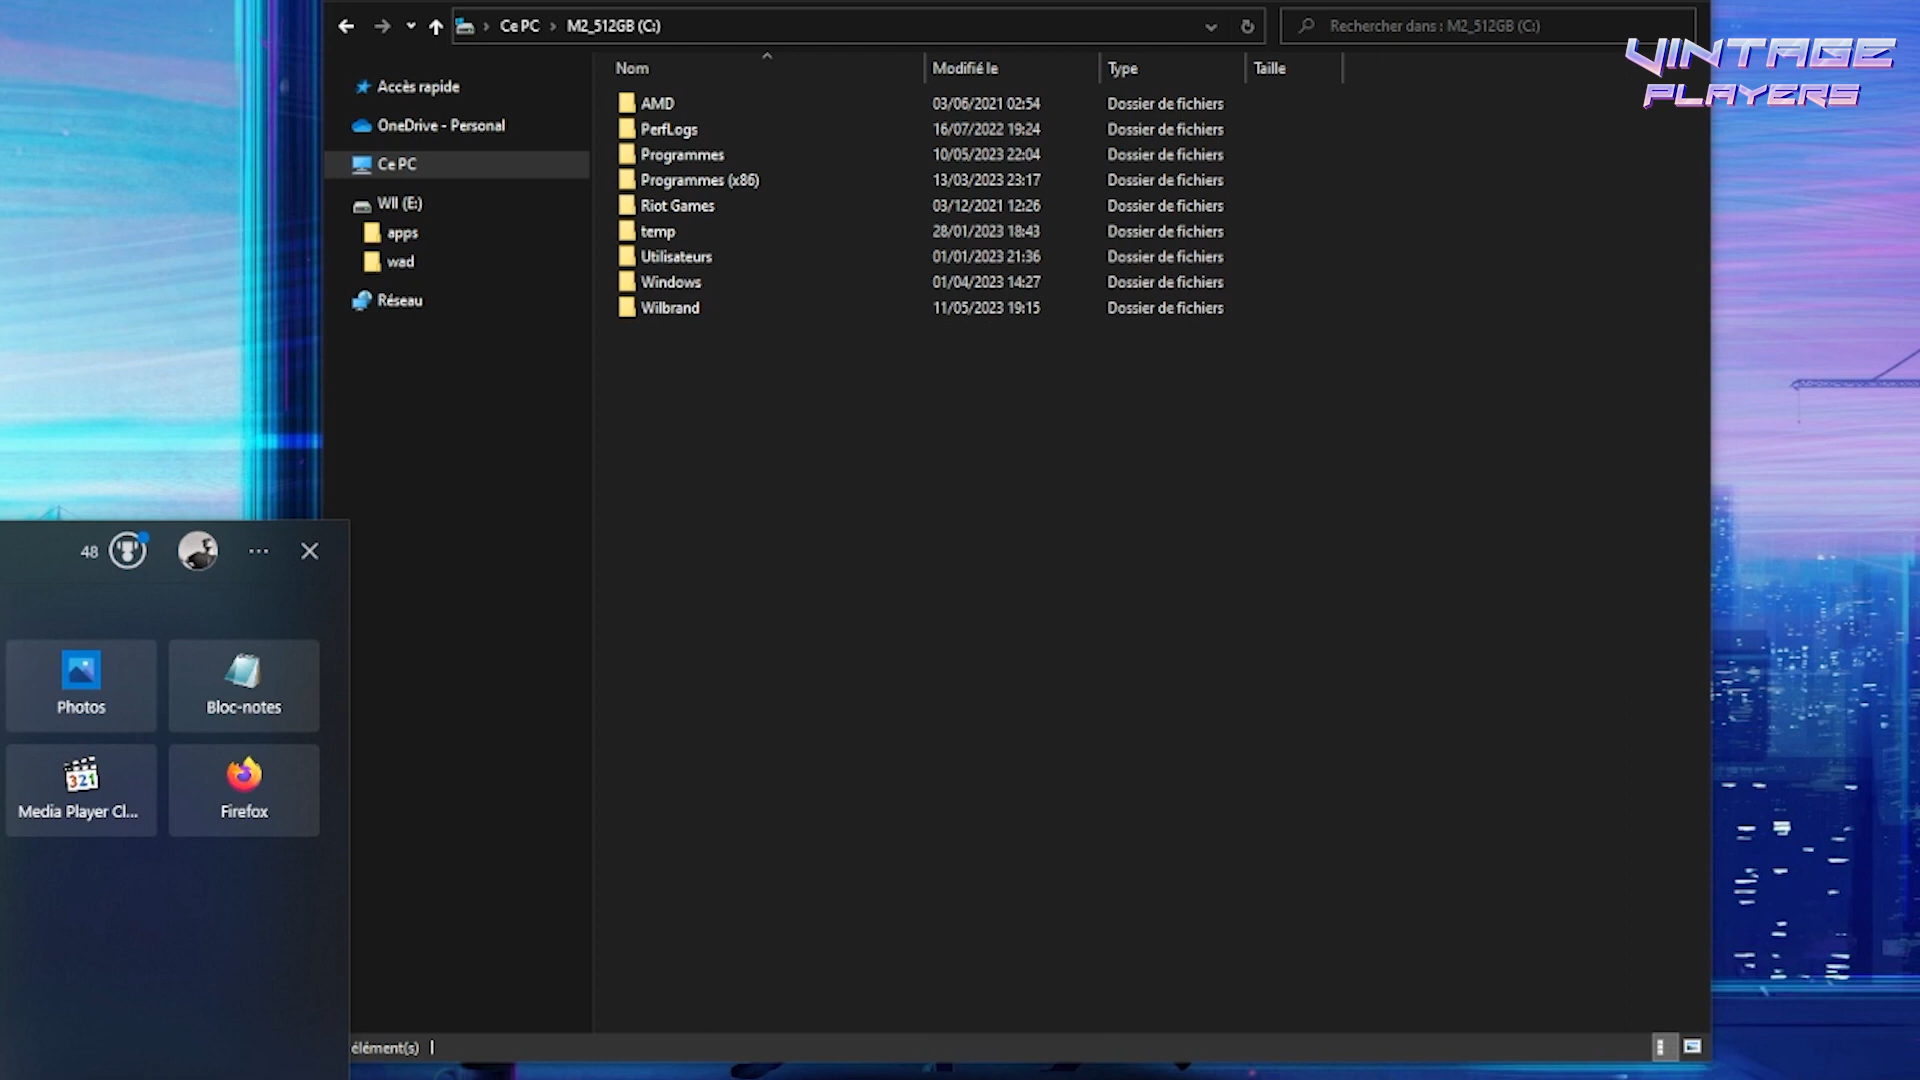 Ce PC
M2_512GB (C:)
Rechercher dans : M2_512GB (C:)
VINTAGE
PLAYERS
Accès rapide
OneDrive - Personal
Ce PC
WII (E:)
apps
wad
Réseau
Nom Modifié le Type Taille
AMD 03/06/2021 02:54 Dossier de fichiers
PerfLogs 16/07/2022 19:24 Dossier de fichiers
Programmes 10/05/2023 22:04 Dossier de fichiers
Programmes (x86) 13/03/2023 23:17 Dossier de fichiers
Riot Games 03/12/2021 12:26 Dossier de fichiers
temp 28/01/2023 18:43 Dossier de fichiers
Utilisateurs 01/01/2023 21:36 Dossier de fichiers
Windows 01/04/2023 14:27 Dossier de fichiers
Wilbrand 11/05/2023 19:15 Dossier de fichiers
48
Photos
Bloc-notes
321
Media Player Cl...
Firefox
élément(s)